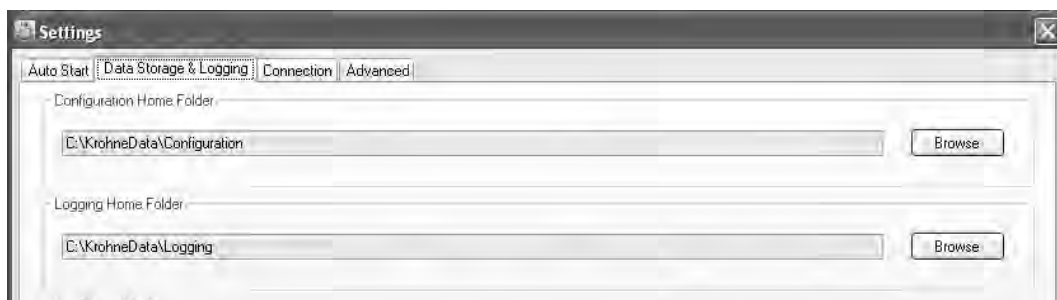 Settings
Auto Start Data Storage & Logging Connection Advanced
Configuration Home Folder
C:\KrohneData\Configuration Browse
Logging Home Folder
C:\KrohneData\Logging Browse